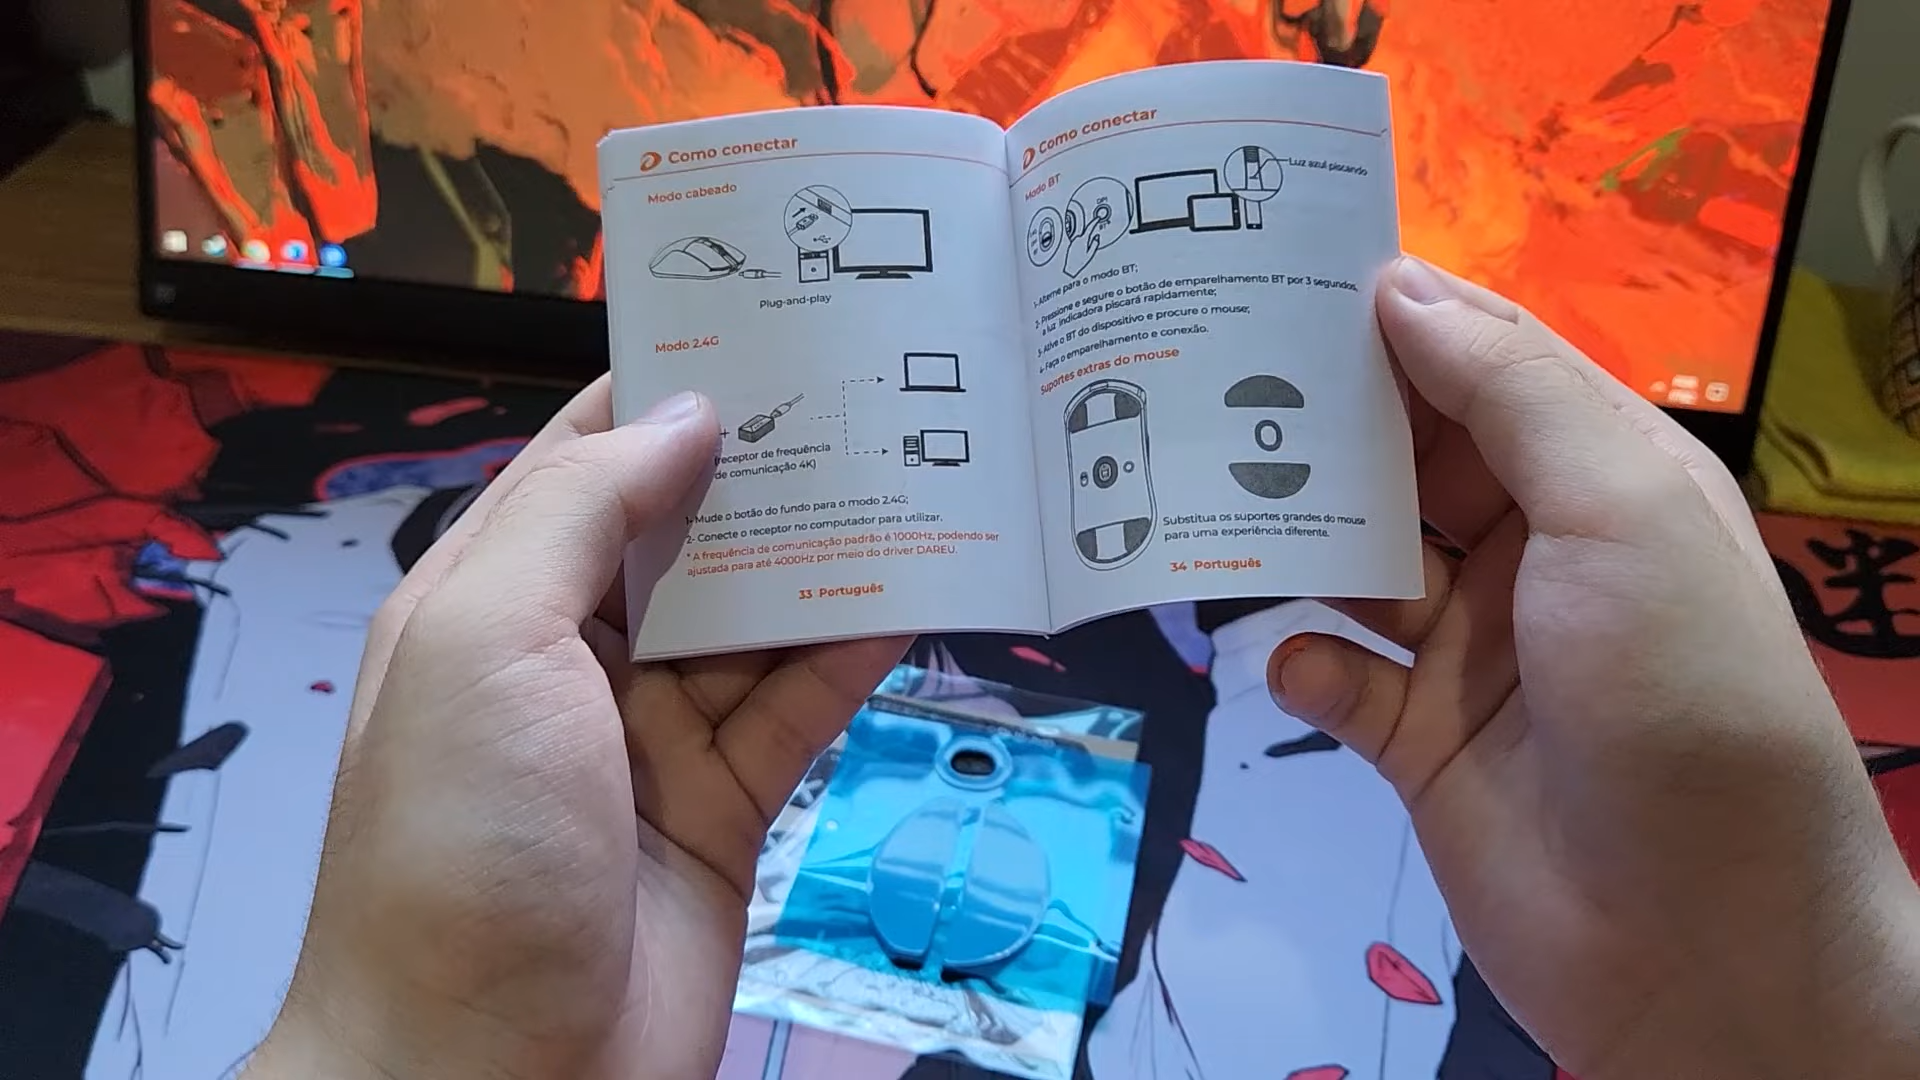 Como conectar
Modo cabeado
Plug-and-play
Modo 2.4G
+
(receptor de frequência
de comunicação 4K)
1- Mude o botão do fundo para o modo 2.4G;
2- Conecte o receptor no computador para utilizar.
* A frequência de comunicação padrão é 1000Hz, podendo ser
ajustada para até 4000Hz por meio do driver DAREU.
33 Português
Como conectar
Modo BT
Luz azul piscando
DPI
BT
1- Alterne para o modo BT;
2- Pressione e segure o botão de emparelhamento BT por 3 segundos,
a luz indicadora piscará rapidamente;
3- Ative o BT do dispositivo e procure o mouse;
4- Faça o emparelhamento e conexão.
Suportes extras do mouse
Substitua os suportes grandes do mouse
para uma experiência diferente.
34 Português